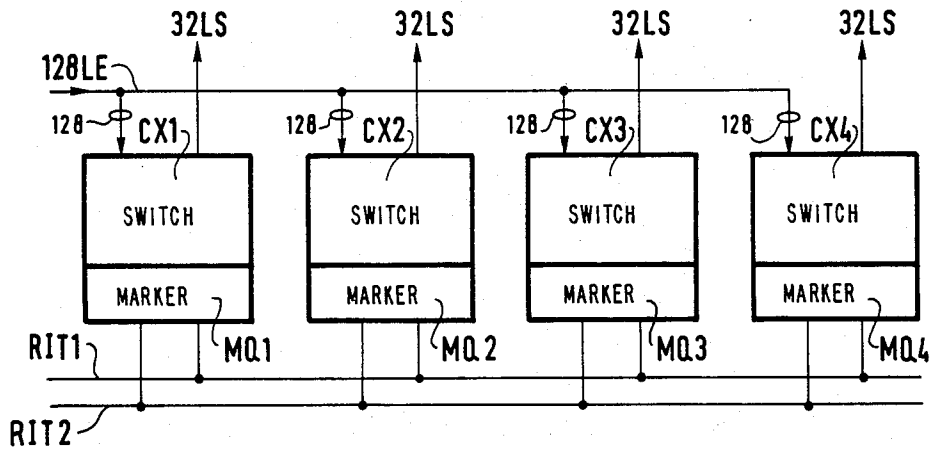 32LS 32LS 32LS 32LS
128LE
128 CX1 128 CX2 128 CX3 128 CX4
SWITCH SWITCH SWITCH SWITCH
MARKER MARKER MARKER MARKER
RIT1 MQ.1 MQ.2 MQ.3 MQ.4
RIT2